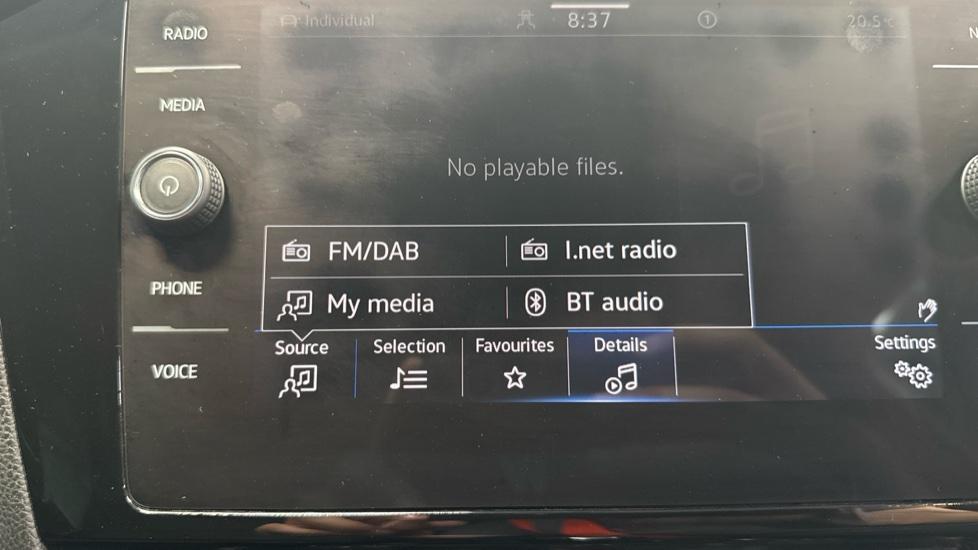 RADIO
Individual
8:37
1
20.5°C
MEDIA
No playable files.
FM/DAB
I.net radio
My media
BT audio
PHONE
Source
Selection
Favourites
Details
Settings
VOICE